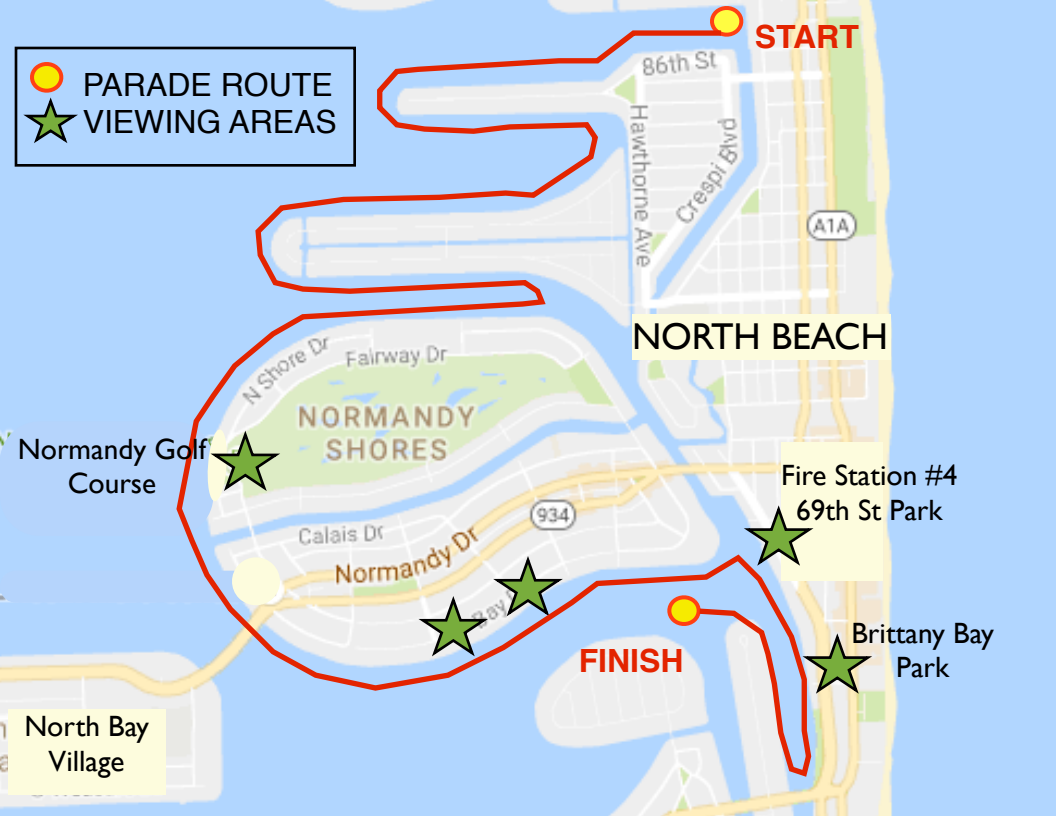 START
PARADE ROUTE
VIEWING AREAS
86th St
Hawthorne Ave
Crespi Blvd
A1A
NORTH BEACH
N Shore Dr
Fairway Dr
NORMANDY
SHORES
Normandy Golf
Course
Fire Station #4
69th St Park
934
Calais Dr
Normandy Dr
Bay
FINISH
Brittany Bay
Park
North Bay
Village